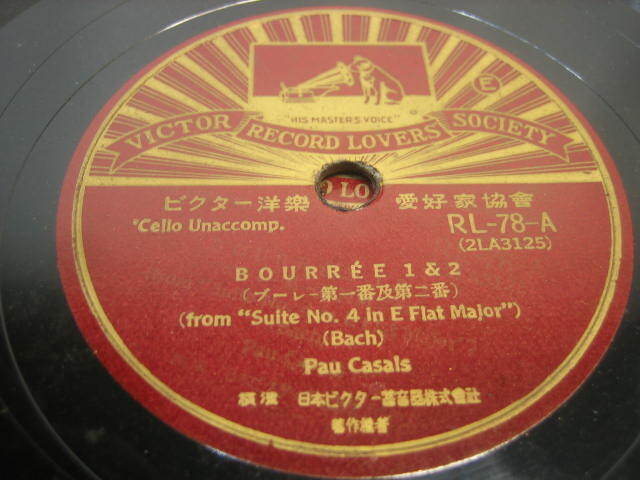 "HIS MASTER'S VOICE"
E
VICTOR RECORD LOVERS' SOCIETY
ビクター洋樂 愛好家協會
'Cello Unaccomp.
RL-78-A
(2LA3125)
BOURRÉE 1 & 2
(ブーレー第一番及第二番)
(from "Suite No. 4 in E Flat Major")
(Bach)
Pau Casals
横濱 日本ビクター蓄音器株式會社